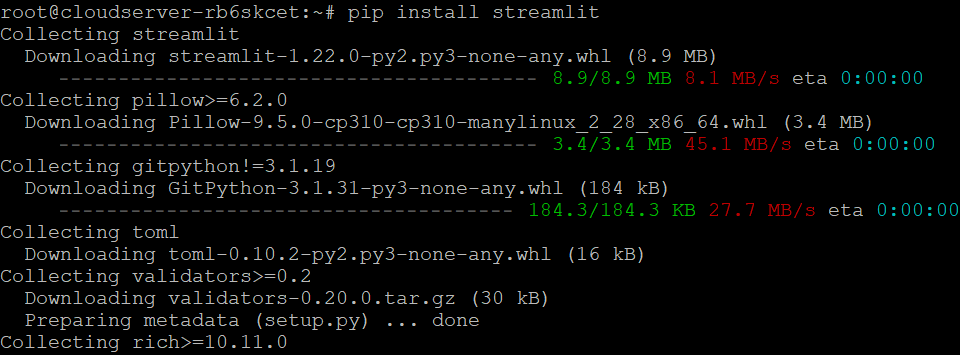 root@cloudserver-rb6skcet:~# pip install streamlit
Collecting streamlit
  Downloading streamlit-1.22.0-py2.py3-none-any.whl (8.9 MB)
     ---------------------------------------- 8.9/8.9 MB 8.1 MB/s eta 0:00:00
Collecting pillow>=6.2.0
  Downloading Pillow-9.5.0-cp310-cp310-manylinux_2_28_x86_64.whl (3.4 MB)
     ---------------------------------------- 3.4/3.4 MB 45.1 MB/s eta 0:00:00
Collecting gitpython!=3.1.19
  Downloading GitPython-3.1.31-py3-none-any.whl (184 kB)
     -------------------------------------- 184.3/184.3 KB 27.7 MB/s eta 0:00:00
Collecting toml
  Downloading toml-0.10.2-py2.py3-none-any.whl (16 kB)
Collecting validators>=0.2
  Downloading validators-0.20.0.tar.gz (30 kB)
  Preparing metadata (setup.py) ... done
Collecting rich>=10.11.0